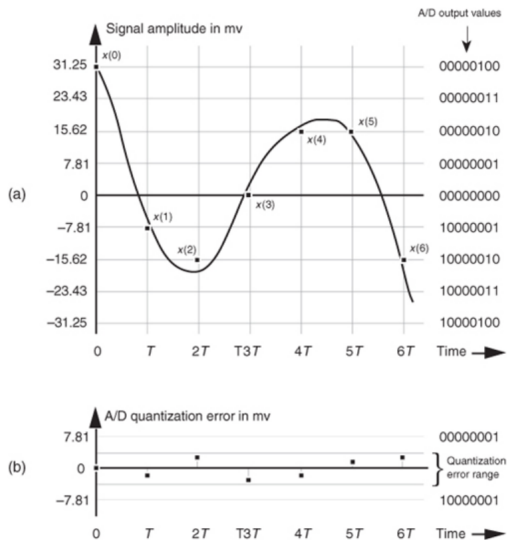 A/D output values
Signal amplitude in mv
x(0)
31.25 00000100
23.43 00000011
15.62 x(4) x(5) 00000010
7.81 00000001
(a) 0 x(3) 00000000
−7.81 x(1) 10000001
−15.62 x(2) x(6) 10000010
−23.43 10000011
−31.25 10000100
0 T 2T T3T 4T 5T 6T Time
A/D quantization error in mv
7.81 00000001
(b) 0 Quantization
error range
−7.81 10000001
0 T 2T T3T 4T 5T 6T Time